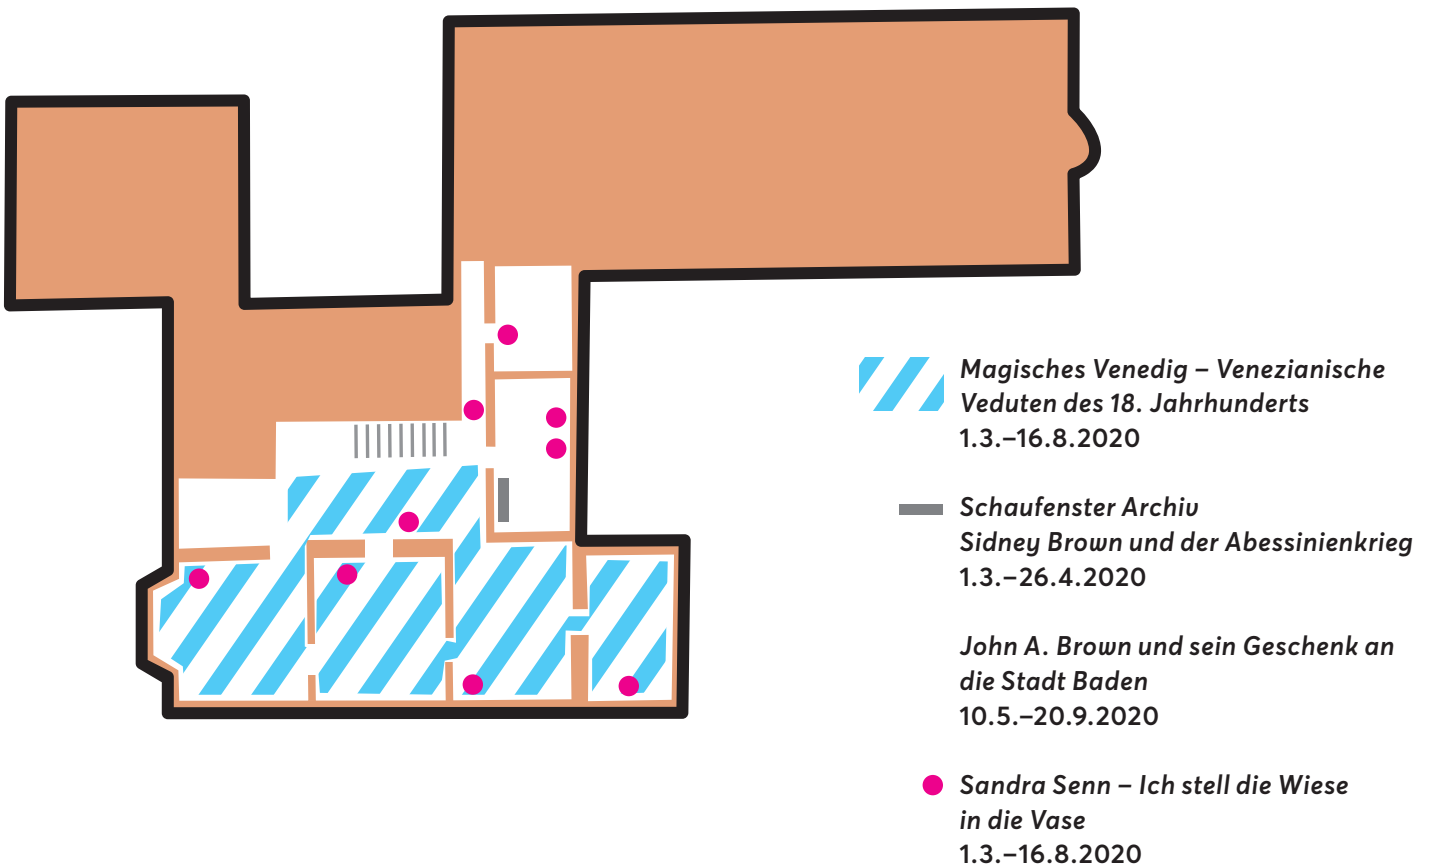 Magisches Venedig – Venezianische
Veduten des 18. Jahrhunderts
1.3.–16.8.2020
Schaufenster Archiv
Sidney Brown und der Abessinienkrieg
1.3.–26.4.2020
John A. Brown und sein Geschenk an
die Stadt Baden
10.5.–20.9.2020
Sandra Senn – Ich stell die Wiese
in die Vase
1.3.–16.8.2020